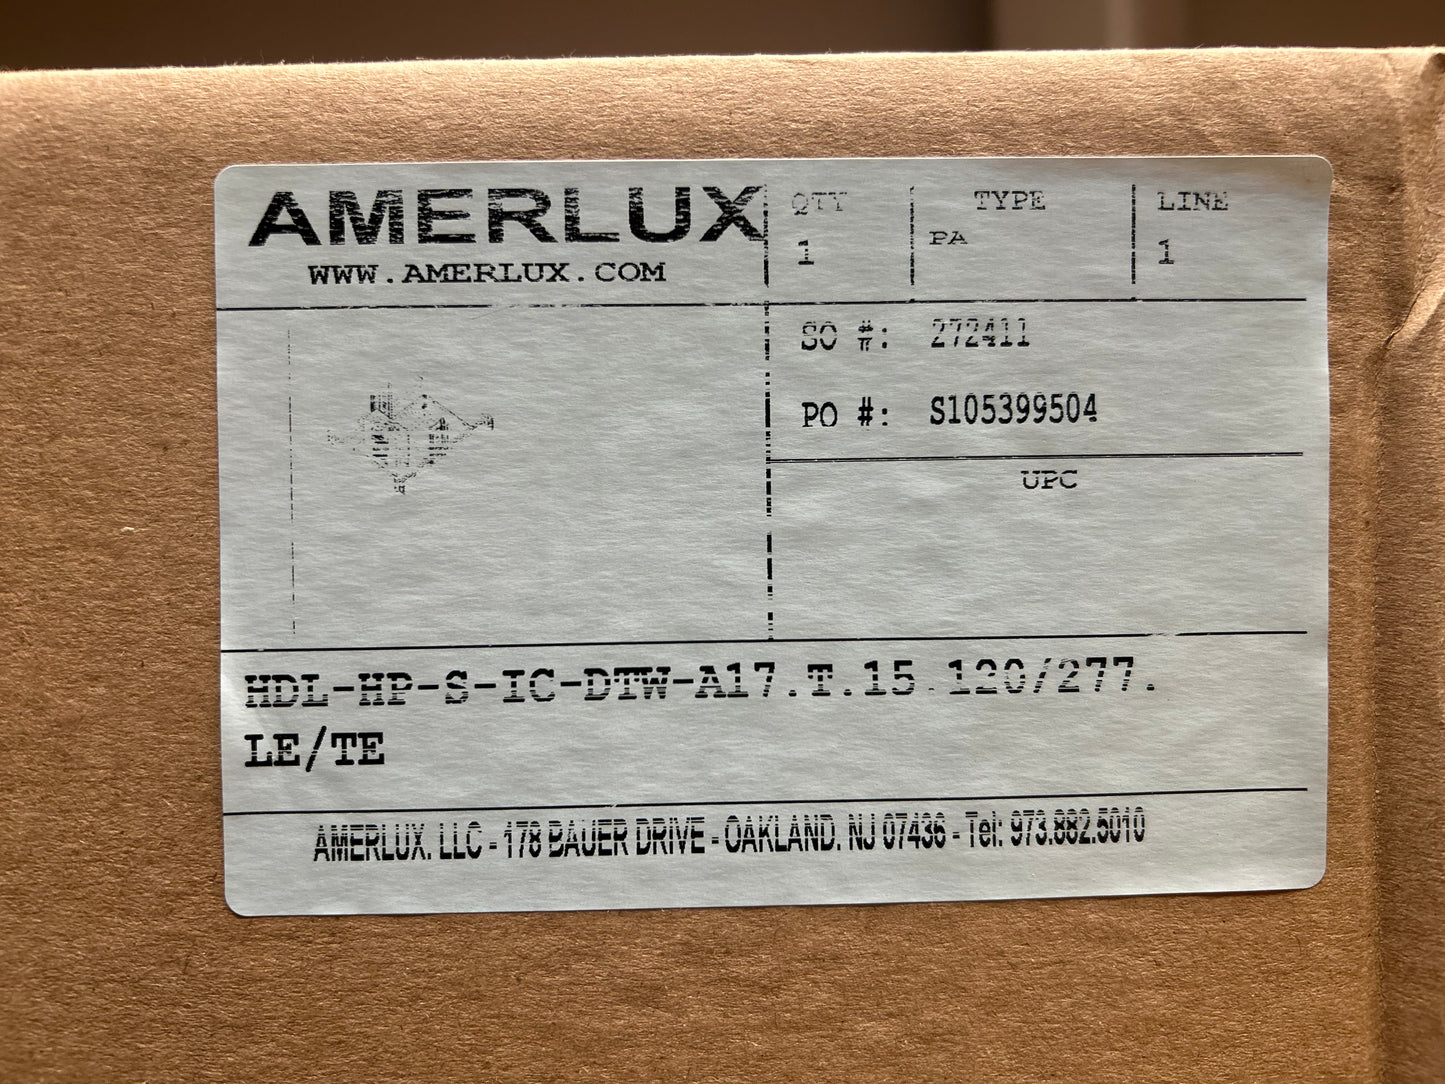 AMERLUX
WWW.AMERLUX.COM
QTY TYPE LINE
1 PA 1
SO #: 272411
PO #: S105399504
UPC
HDL-HP-S-IC-DTW-A17.T.15.120/277.
LE/TE
AMERLUX, LLC - 178 BAUER DRIVE - OAKLAND, NJ 07436 - Tel: 973.882.5010